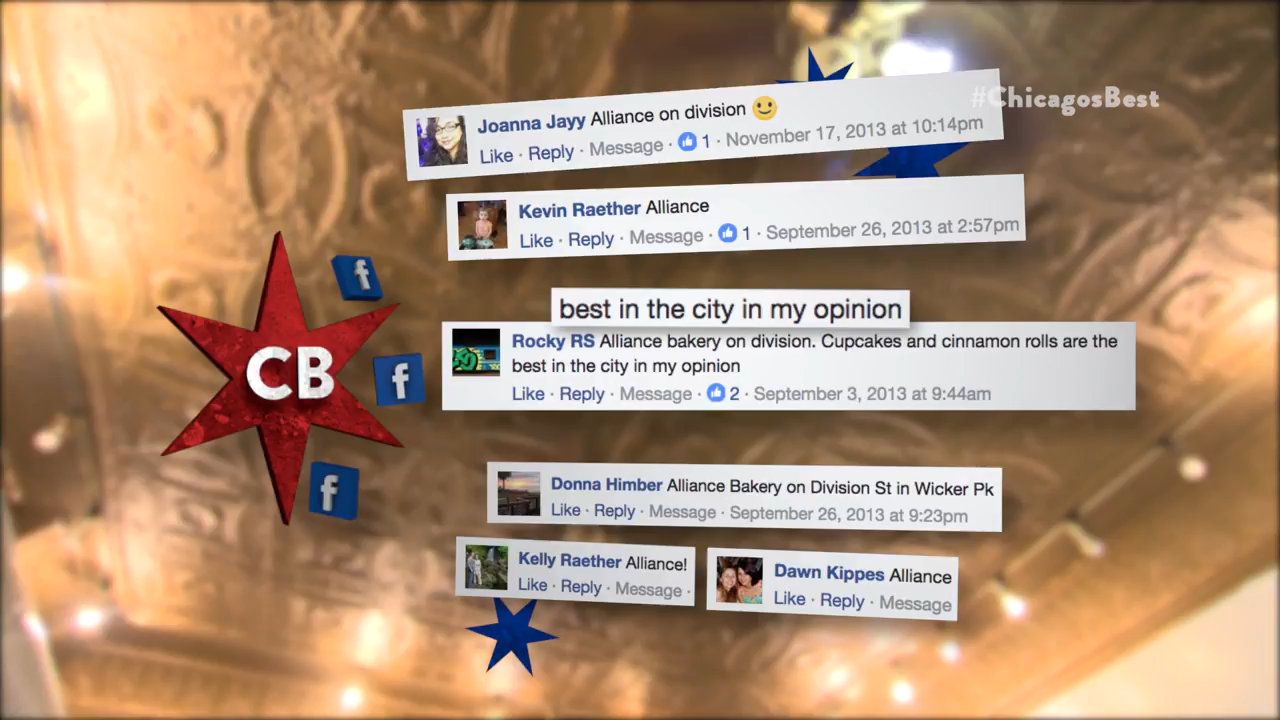 #ChicagosBest
Joanna Jayy Alliance on division 🙂
Like · Reply · Message · 1 · November 17, 2013 at 10:14pm
Kevin Raether Alliance
Like · Reply · Message · 1 · September 26, 2013 at 2:57pm
best in the city in my opinion
Rocky RS Alliance bakery on division. Cupcakes and cinnamon rolls are the
best in the city in my opinion
Like · Reply · Message · 2 · September 3, 2013 at 9:44am
CB
f
f
f
Donna Himber Alliance Bakery on Division St in Wicker Pk
Like · Reply · Message · September 26, 2013 at 9:23pm
Kelly Raether Alliance!
Like · Reply · Message ·
Dawn Kippes Alliance
Like · Reply · Message